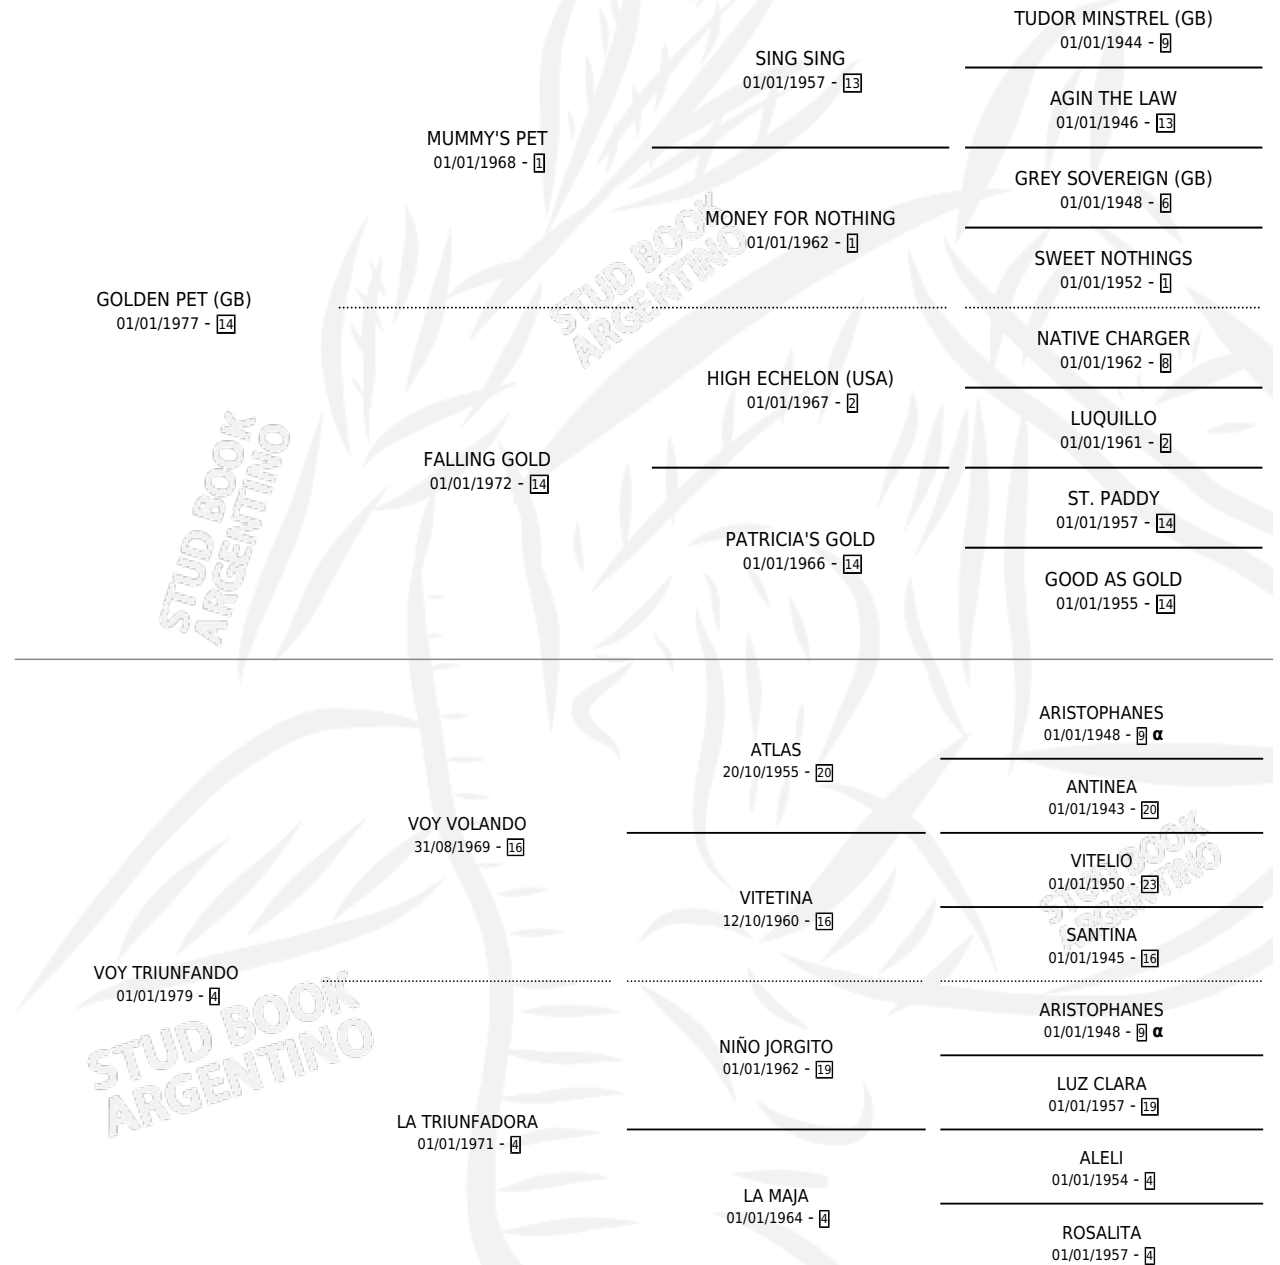 TUDOR MINSTREL (GB)
01/01/1944 - 9
SING SING
01/01/1957 - 13
AGIN THE LAW
01/01/1946 - 13
MUMMY'S PET
01/01/1968 - 1
GREY SOVEREIGN (GB)
01/01/1948 - 6
MONEY FOR NOTHING
01/01/1962 - 1
SWEET NOTHINGS
01/01/1952 - 1
GOLDEN PET (GB)
01/01/1977 - 14
NATIVE CHARGER
01/01/1962 - 8
HIGH ECHELON (USA)
01/01/1967 - 2
LUQUILLO
01/01/1961 - 2
FALLING GOLD
01/01/1972 - 14
ST. PADDY
01/01/1957 - 14
PATRICIA'S GOLD
01/01/1966 - 14
GOOD AS GOLD
01/01/1955 - 14
ARISTOPHANES
01/01/1948 - 9 α
ATLAS
20/10/1955 - 20
ANTINEA
01/01/1943 - 20
VOY VOLANDO
31/08/1969 - 16
VITELIO
01/01/1950 - 23
VITETINA
12/10/1960 - 16
SANTINA
01/01/1945 - 16
VOY TRIUNFANDO
01/01/1979 - 4
ARISTOPHANES
01/01/1948 - 9 α
NIÑO JORGITO
01/01/1962 - 19
LUZ CLARA
01/01/1957 - 19
LA TRIUNFADORA
01/01/1971 - 4
ALELI
01/01/1954 - 4
LA MAJA
01/01/1964 - 4
ROSALITA
01/01/1957 - 4
STUD BOOK
ARGENTINO
STUD BOOK
ARGENTINO
STUD BOOK
ARGENTINO
STUD BOOK
ARGENTINO